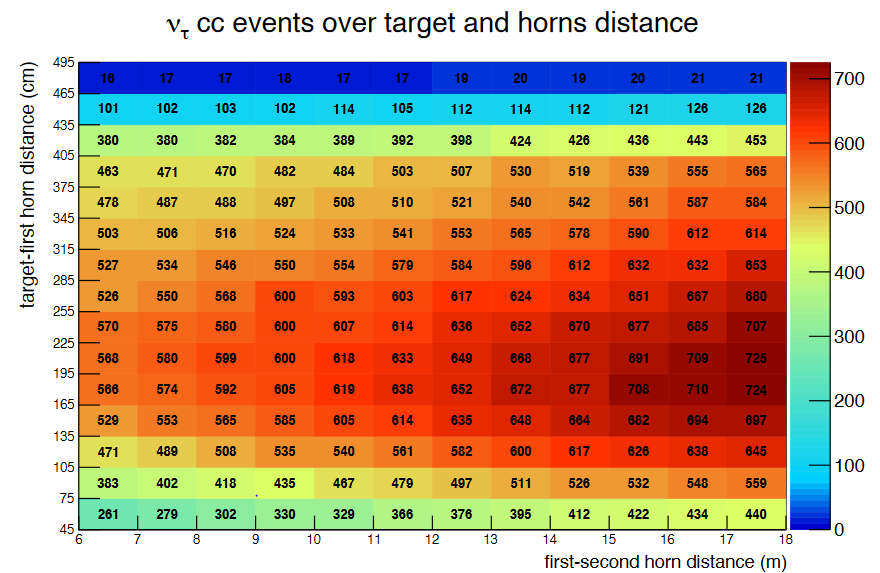 ντ cc events over target and horns distance
target-first horn distance (cm)
495
16 17 17 18 17 17 19 20 19 20 21 21
465
101 102 103 102 114 105 112 114 112 121 126 126
435
380 380 382 384 389 392 398 424 426 436 443 453
405
463 471 470 482 484 503 507 530 519 539 555 565
375
478 487 488 497 508 510 521 540 542 561 587 584
345
503 506 516 524 533 541 553 565 578 590 612 614
315
527 534 546 550 554 579 584 596 612 632 632 653
285
526 550 568 600 593 603 617 624 634 651 667 680
255
570 575 580 600 607 614 636 652 670 677 685 707
225
568 580 599 600 618 633 649 668 677 691 709 725
195
566 574 592 605 619 638 652 672 677 708 710 724
165
529 553 565 585 605 614 635 648 664 682 694 697
135
471 489 508 535 540 561 582 600 617 626 638 645
105
383 402 418 435 467 479 497 511 526 532 548 559
75
261 279 302 330 329 366 376 395 412 422 434 440
45
6 7 8 9 10 11 12 13 14 15 16 17 18
first-second horn distance (m)
700
600
500
400
300
200
100
0